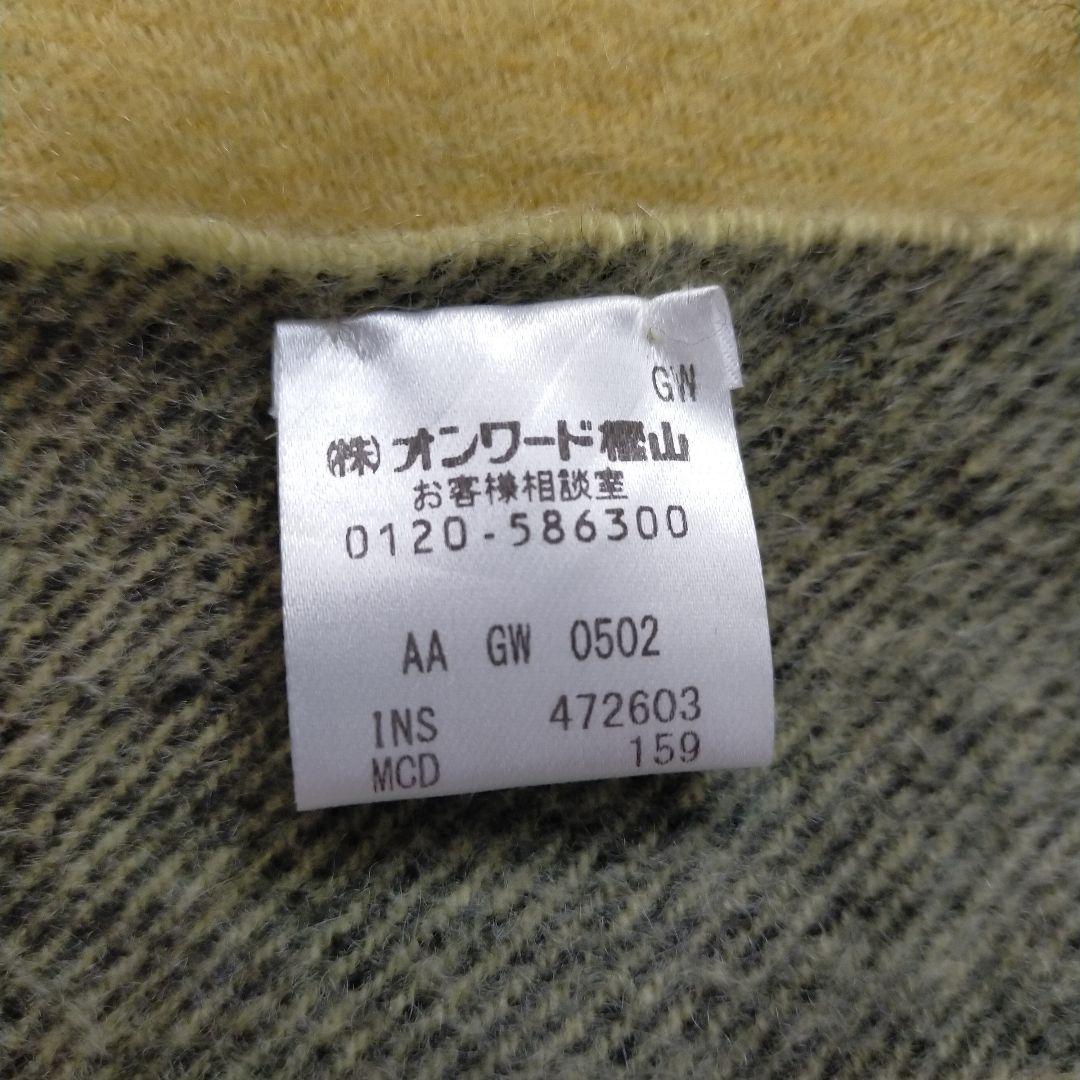 GW
(株)オンワード樫山
お客様相談室
0120-586300
AA GW 0502
INS 472603
MCD 159